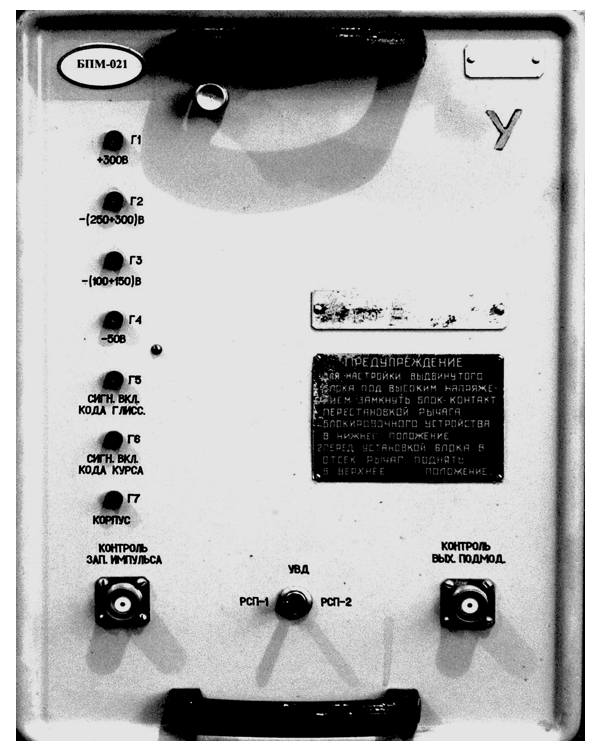 БПМ-021
У
Г1
+300В
Г2
-(250÷300)В
Г3
-(100÷150)В
Г4
-50В
Г5
СИГН. ВКЛ.
КОДА ГЛИСС.
Г6
СИГН. ВКЛ.
КОДА КУРСА
Г7
КОРПУС
ПРЕДУПРЕЖДЕНИЕ
ДЛЯ НАСТРОЙКИ ВЫДВИНУТОГО
БЛОКА ПОД ВЫСОКИМ НАПРЯЖЕ-
НИЕМ ЗАМКНУТЬ БЛОК-КОНТАКТ
ПЕРЕСТАНОВКОЙ РЫЧАГА
БЛОКИРОВОЧНОГО УСТРОЙСТВА
В НИЖНЕЕ ПОЛОЖЕНИЕ
2 ПЕРЕД УСТАНОВКОЙ БЛОКА В
ОТСЕК РЫЧАГ ПОДНЯТЬ
В ВЕРХНЕЕ ПОЛОЖЕНИЕ.
КОНТРОЛЬ
ЗАП. ИМПУЛЬСА
УВД
РСП-1 РСП-2
КОНТРОЛЬ
ВЫХ. ПОДМОД.